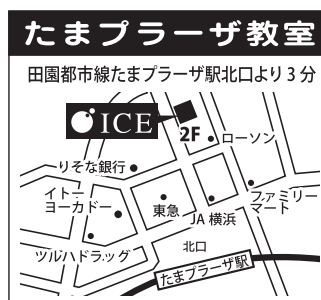 たまプラーザ教室
田園都市線たまプラーザ駅北口より3分
ICE
2F
ローソン
りそな銀行
イトー
ヨーカドー
東急
JA 横浜
ファミリー
マート
ツルハドラッグ
北口
たまプラーザ駅